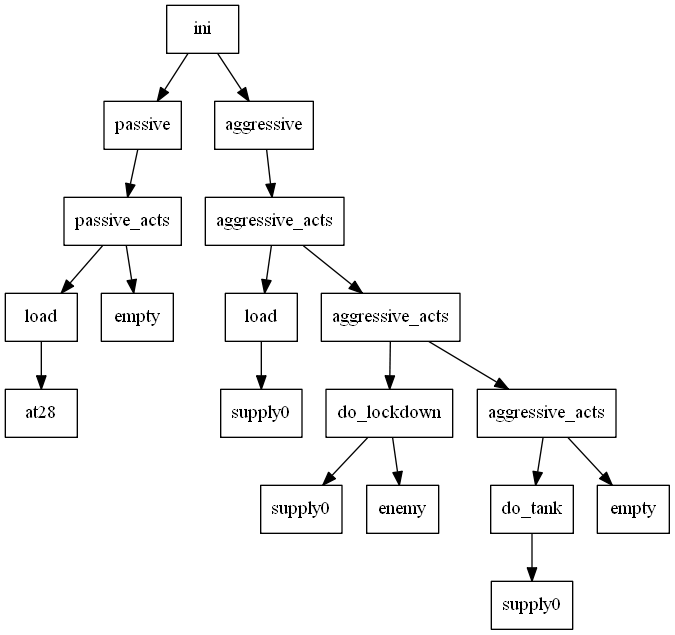 ini
passive
aggressive
passive_acts
aggressive_acts
load
empty
load
aggressive_acts
at28
supply0
do_lockdown
aggressive_acts
supply0
enemy
do_tank
empty
supply0